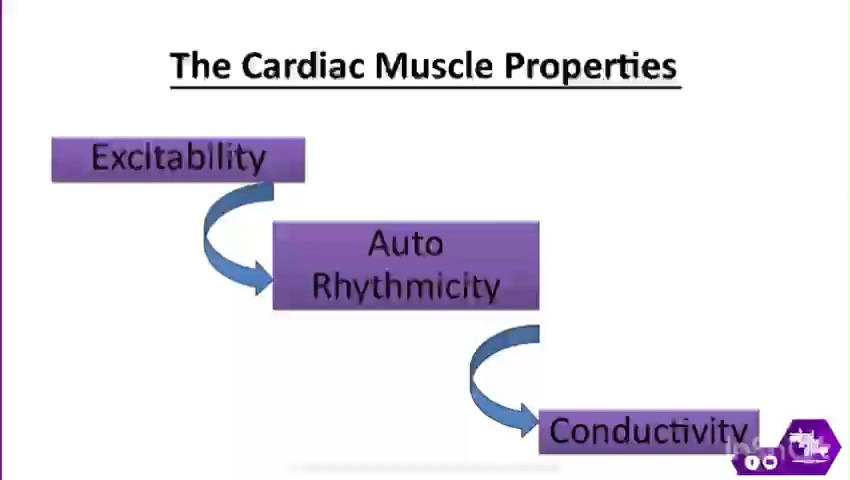 The Cardiac Muscle Properties
Excitability
Auto
Rhythmicity
Conductivity